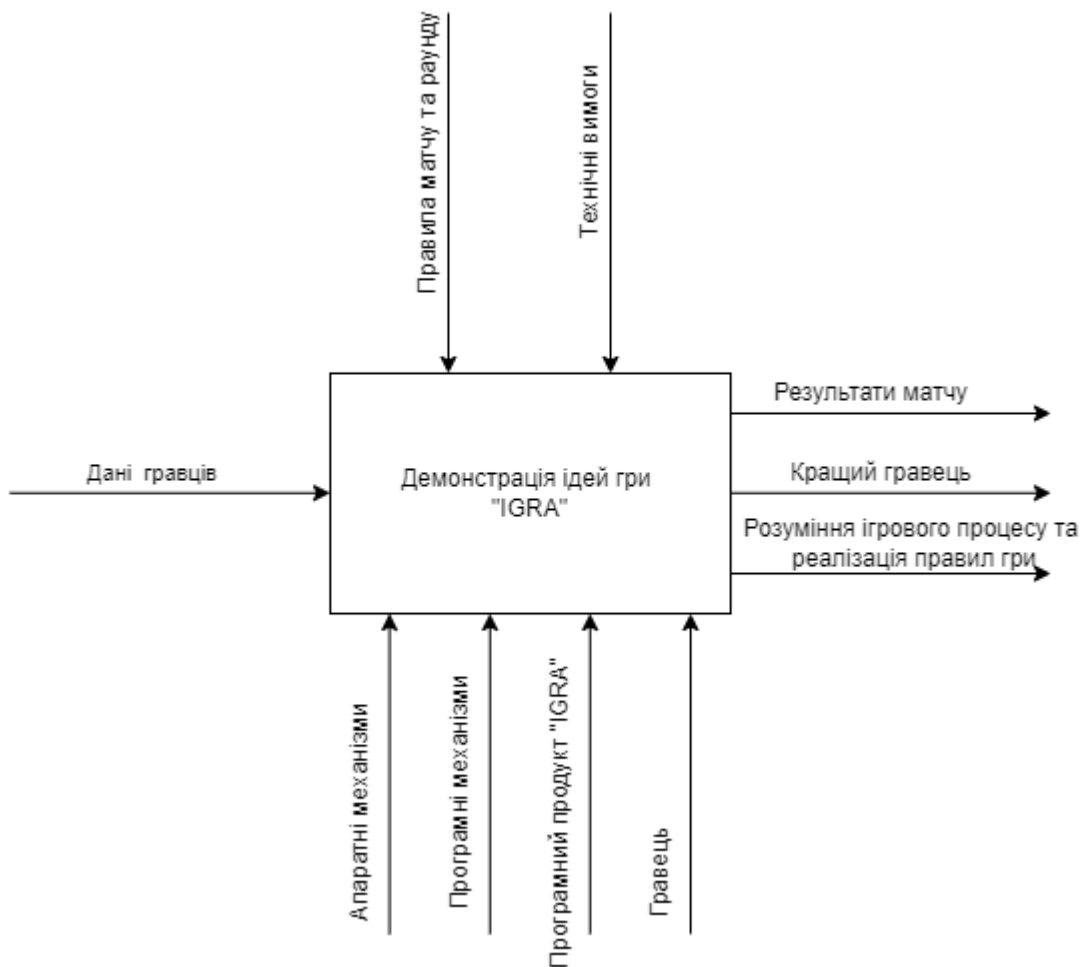 Правила матчу та раунду
Технічні вимоги
Результати матчу
Дані гравців
Демонстрація ідей гри
"IGRA"
Кращий гравець
Розуміння ігрового процесу та
реалізація правил гри
Апаратні механізми
Програмні механізми
Програмний продукт "IGRA"
Гравець